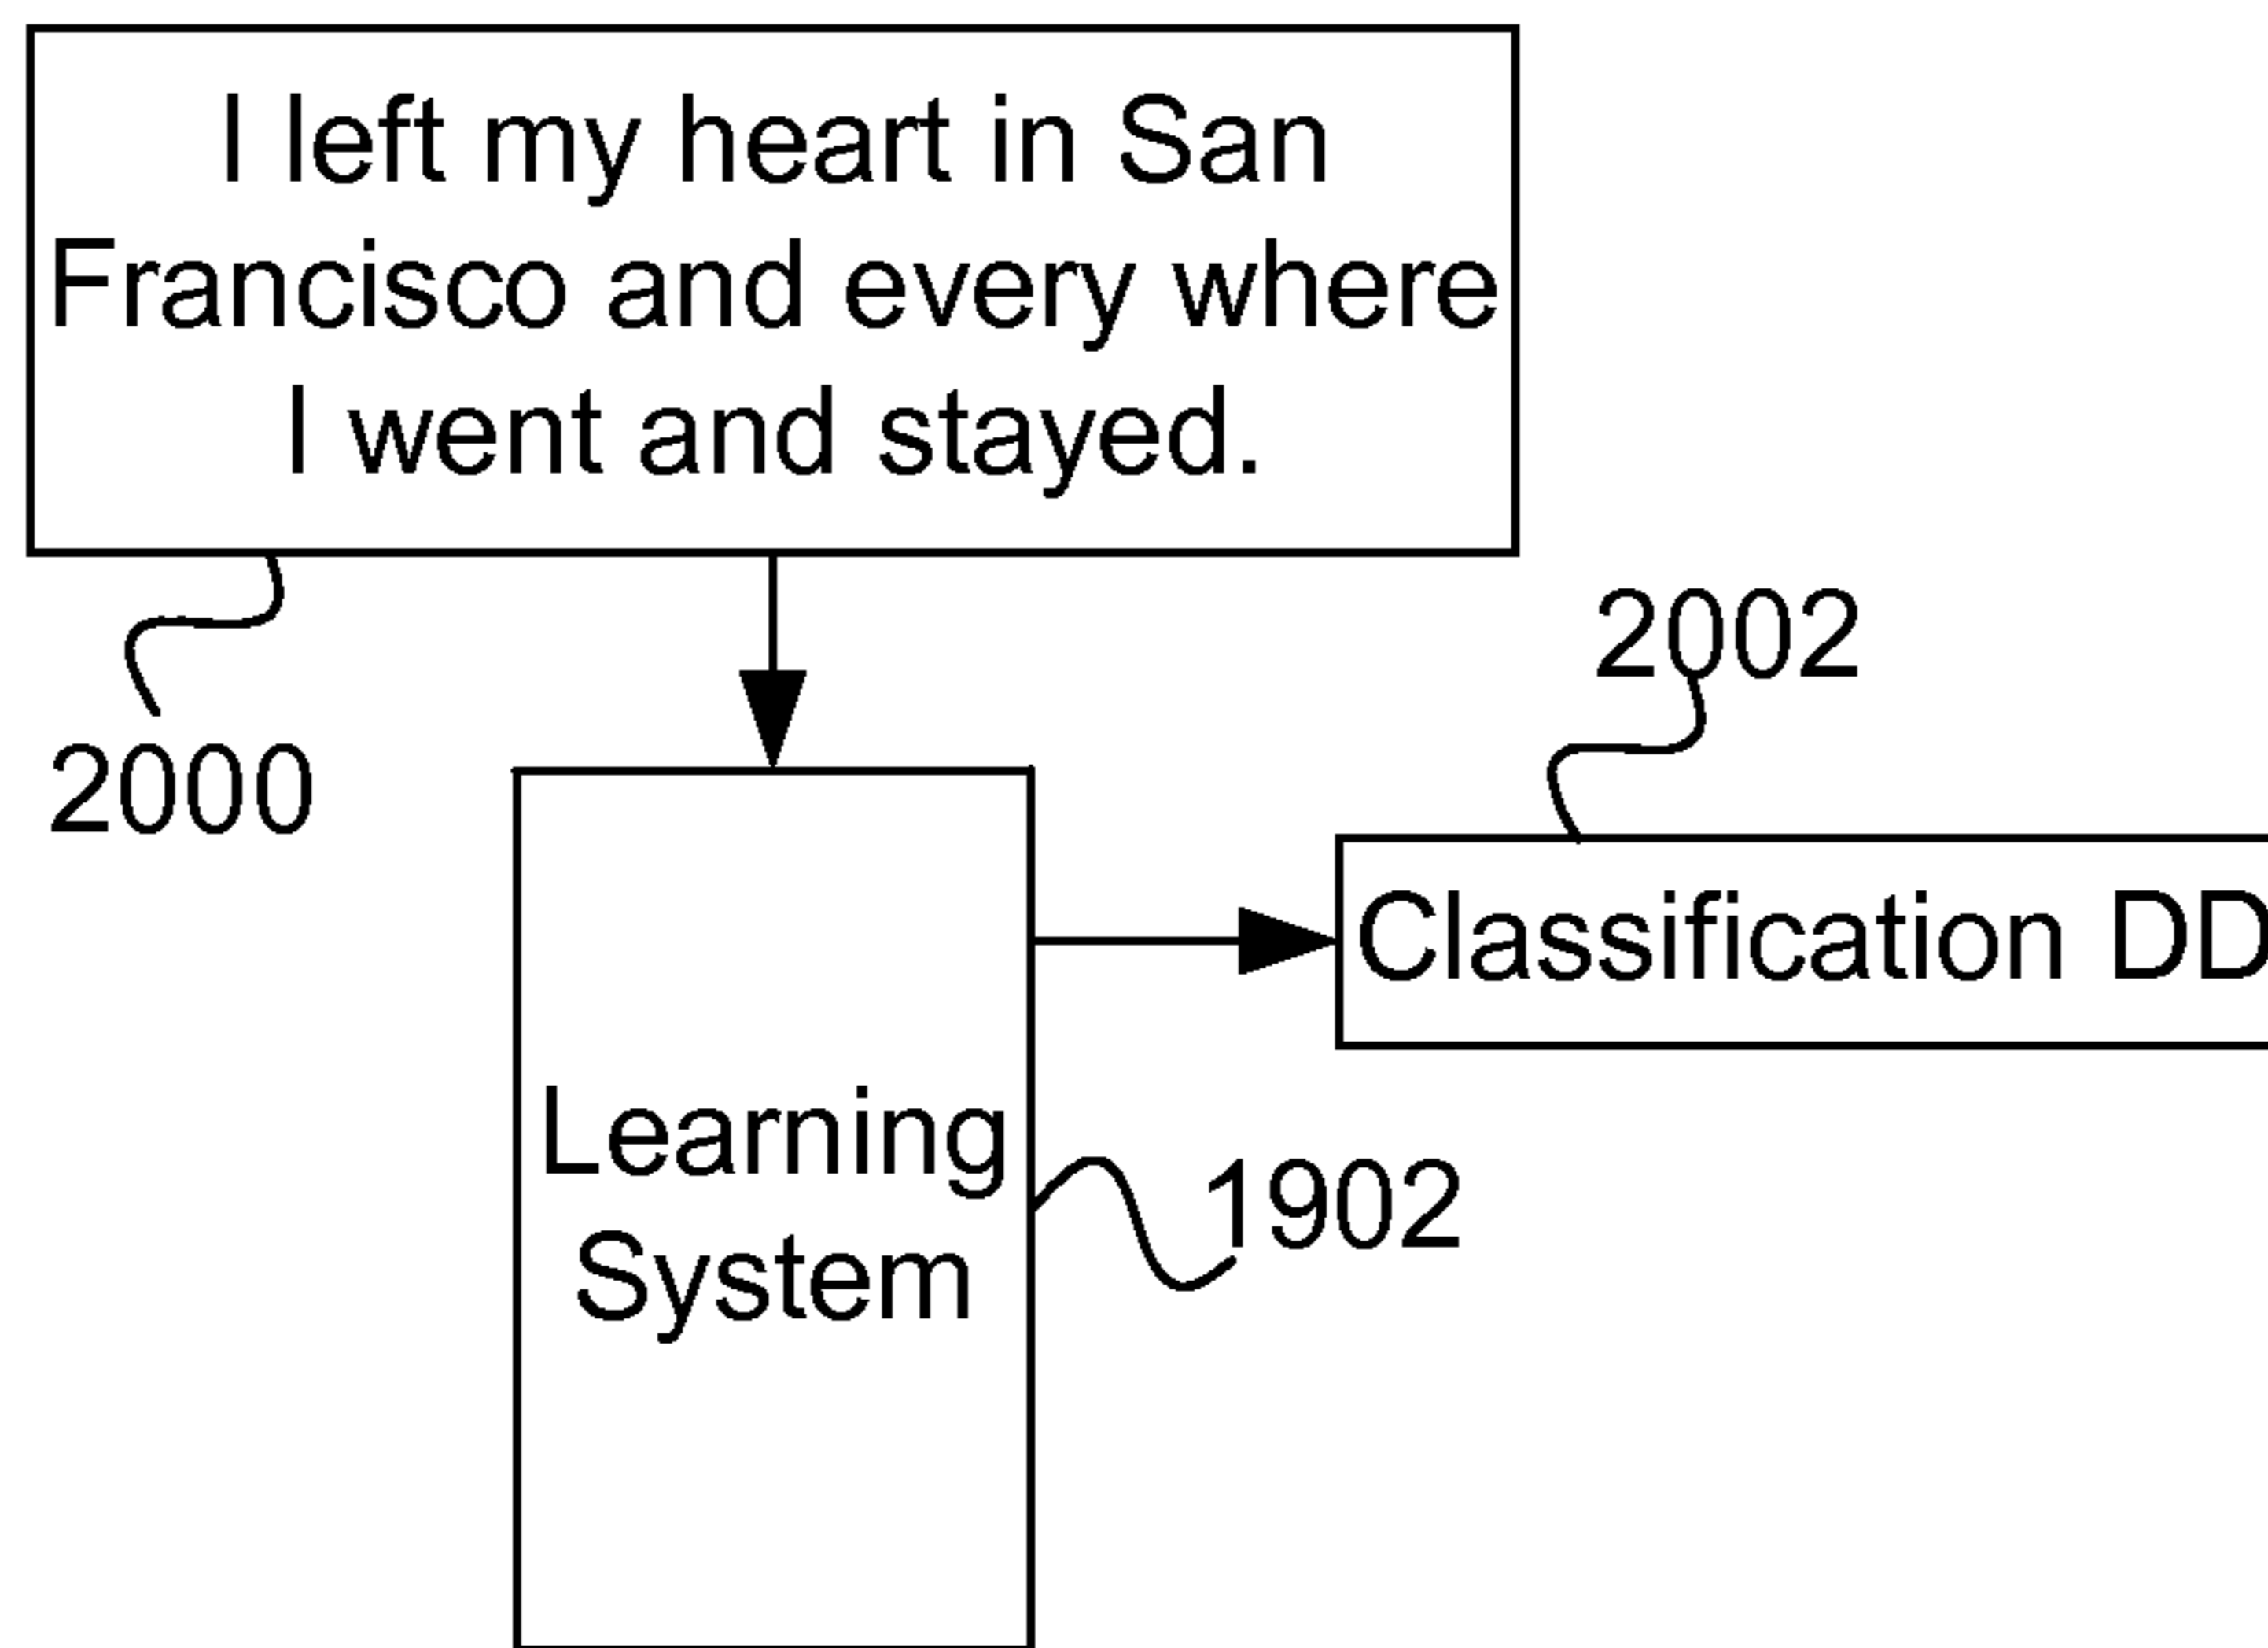 I left my heart in San
Francisco and every where
I went and stayed.
2002
2000
Classification DD
Learning
System
1902